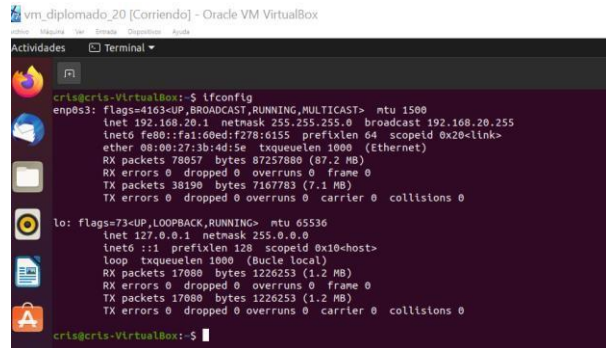 vm_diplomado_20 [Corriendo] - Oracle VM VirtualBox
Archivo Máquina Ver Entrada Dispositivos Ayuda
Actividades Terminal
cris@cris-VirtualBox:~$ ifconfig
enp0s3: flags=4163<UP,BROADCAST,RUNNING,MULTICAST> mtu 1500
inet 192.168.20.1 netmask 255.255.255.0 broadcast 192.168.20.255
inet6 fe80::fa1:60ed:f278:6155 prefixlen 64 scopeid 0x20<link>
ether 08:00:27:3b:4d:5e txqueuelen 1000 (Ethernet)
RX packets 78057 bytes 87257880 (87.2 MB)
RX errors 0 dropped 0 overruns 0 frame 0
TX packets 38190 bytes 7167783 (7.1 MB)
TX errors 0 dropped 0 overruns 0 carrier 0 collisions 0
lo: flags=73<UP,LOOPBACK,RUNNING> mtu 65536
inet 127.0.0.1 netmask 255.0.0.0
inet6 ::1 prefixlen 128 scopeid 0x10<host>
loop txqueuelen 1000 (Bucle local)
RX packets 17080 bytes 1226253 (1.2 MB)
RX errors 0 dropped 0 overruns 0 frame 0
TX packets 17080 bytes 1226253 (1.2 MB)
TX errors 0 dropped 0 overruns 0 carrier 0 collisions 0
cris@cris-VirtualBox:~$